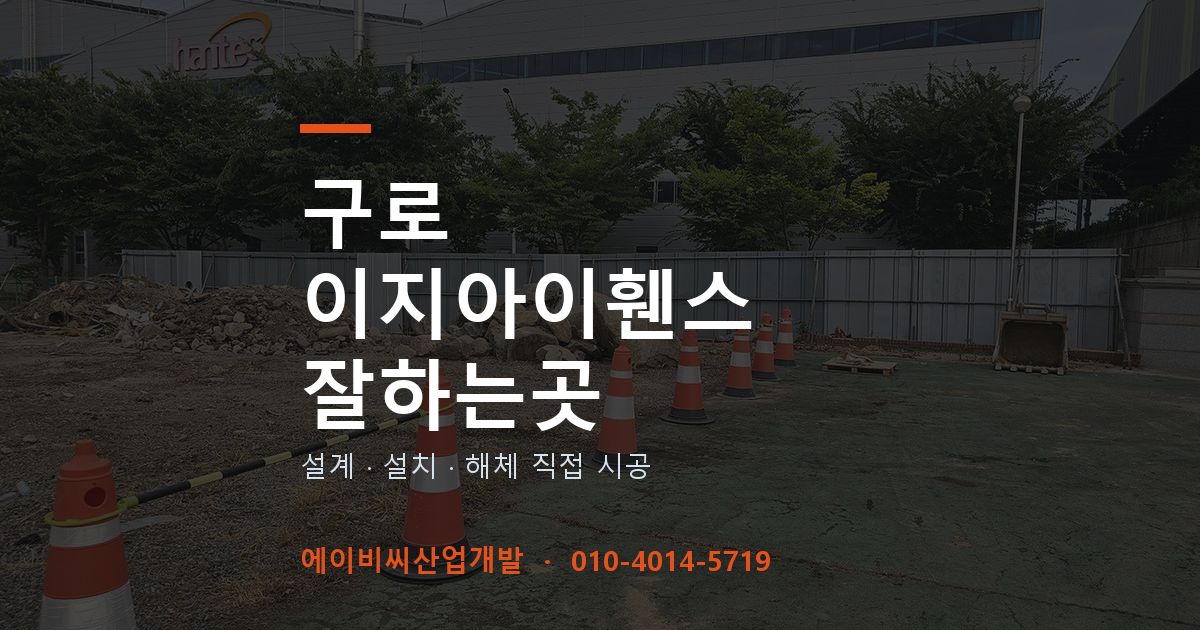 hantes
구로
이지아이휀스
잘하는곳
설계 · 설치 · 해체 직접 시공
에이비씨산업개발 · 010-4014-5719